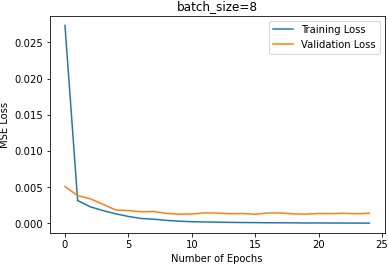 batch_size=8
Training Loss
Validation Loss
MSE Loss
0.025
0.020
0.015
0.010
0.005
0.000
0 5 10 15 20 25
Number of Epochs